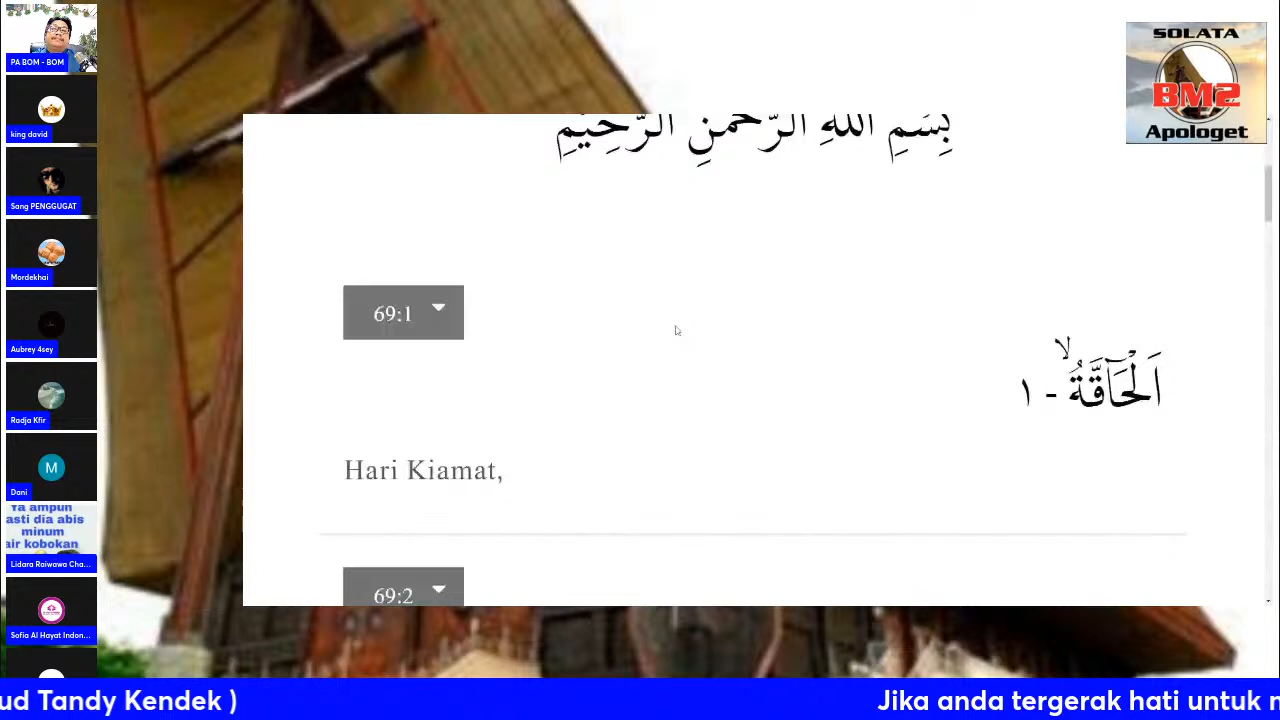 PA BOM - BOM
king david
Sang PENGGUGAT
Mordekhai
Aubrey 4sey
Radja Kfir
M
Dani
Ya ampun
asti dia abis
minum
air kobokan
Lidara Raiwawa Cha...
Sofia Al Hayat Indon...
SOLATA
BM2
Apologet
بِسْمِ اللهِ الرَّحْمٰنِ الرَّحِيْمِ
69:1
اَلْحَاۤقَّةُۙ - ١
Hari Kiamat,
69:2
ud Tandy Kendek )
Jika anda tergerak hati untuk